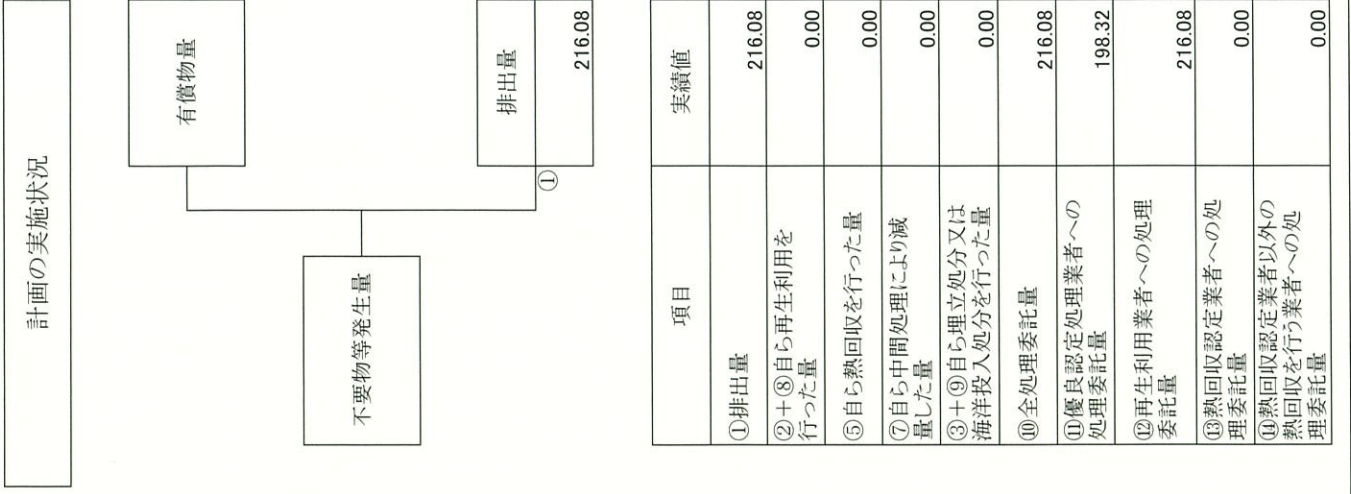 計画の実施状況
不要物等発生量
有償物量
①
排出量
216.08
項目
実績値
①排出量
216.08
②+⑧自ら再生利用を
行った量
0.00
⑤自ら熱回収を行った量
0.00
⑦自ら中間処理により減
量した量
0.00
③+⑨自ら埋立処分又は
海洋投入処分を行った量
0.00
⑩全処理委託量
216.08
⑪優良認定処理業者への
処理委託量
198.32
⑫再生利用業者への処理
委託量
216.08
⑬熱回収認定業者への処
理委託量
0.00
⑭熱回収認定業者以外の
熱回収を行う業者への処
理委託量
0.00